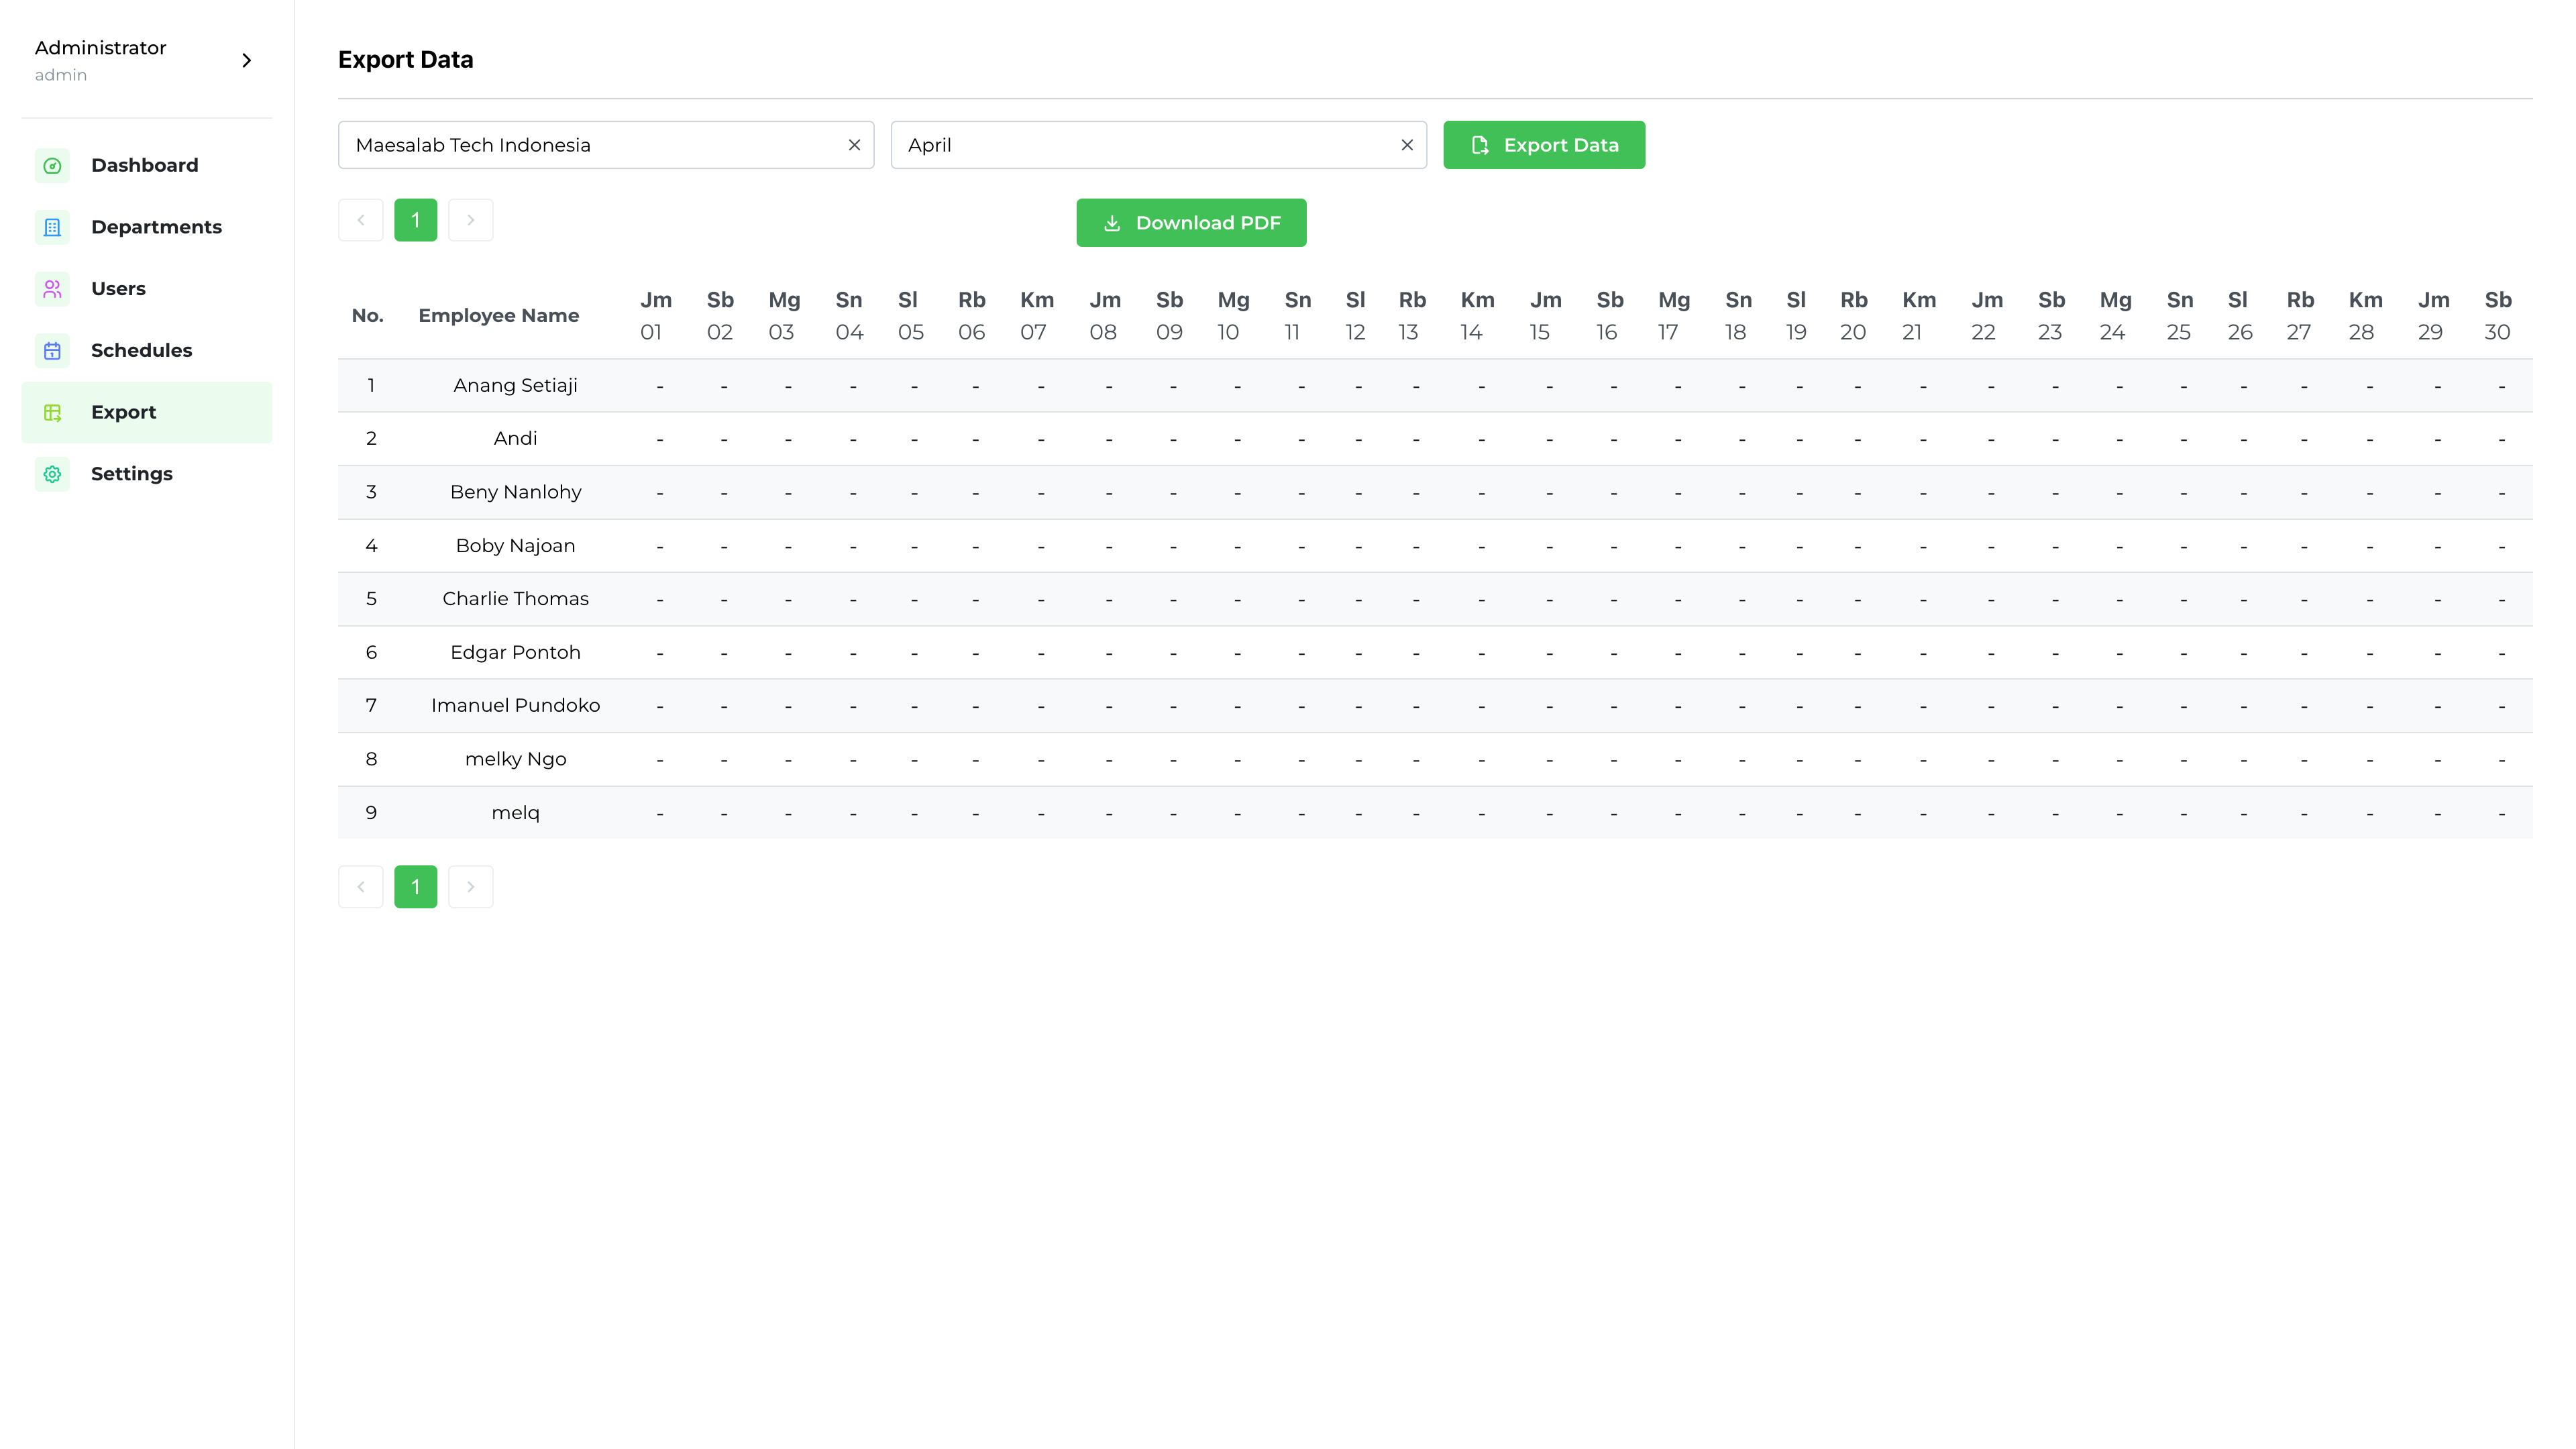 Administrator
admin
Dashboard
Departments
Users
Schedules
Export
Settings
Export Data
Maesalab Tech Indonesia
April
Export Data
1
Download PDF
No. Employee Name Jm Sb Mg Sn Sl Rb Km Jm Sb Mg Sn Sl Rb Km Jm Sb Mg Sn Sl Rb Km Jm Sb Mg Sn Sl Rb Km Jm Sb
01 02 03 04 05 06 07 08 09 10 11 12 13 14 15 16 17 18 19 20 21 22 23 24 25 26 27 28 29 30
1 Anang Setiaji - - - - - - - - - - - - - - - - - - - - - - - - - - - - - -
2 Andi - - - - - - - - - - - - - - - - - - - - - - - - - - - - - -
3 Beny Nanlohy - - - - - - - - - - - - - - - - - - - - - - - - - - - - - -
4 Boby Najoan - - - - - - - - - - - - - - - - - - - - - - - - - - - - - -
5 Charlie Thomas - - - - - - - - - - - - - - - - - - - - - - - - - - - - - -
6 Edgar Pontoh - - - - - - - - - - - - - - - - - - - - - - - - - - - - - -
7 Imanuel Pundoko - - - - - - - - - - - - - - - - - - - - - - - - - - - - - -
8 melky Ngo - - - - - - - - - - - - - - - - - - - - - - - - - - - - - -
9 melq - - - - - - - - - - - - - - - - - - - - - - - - - - - - - -
1